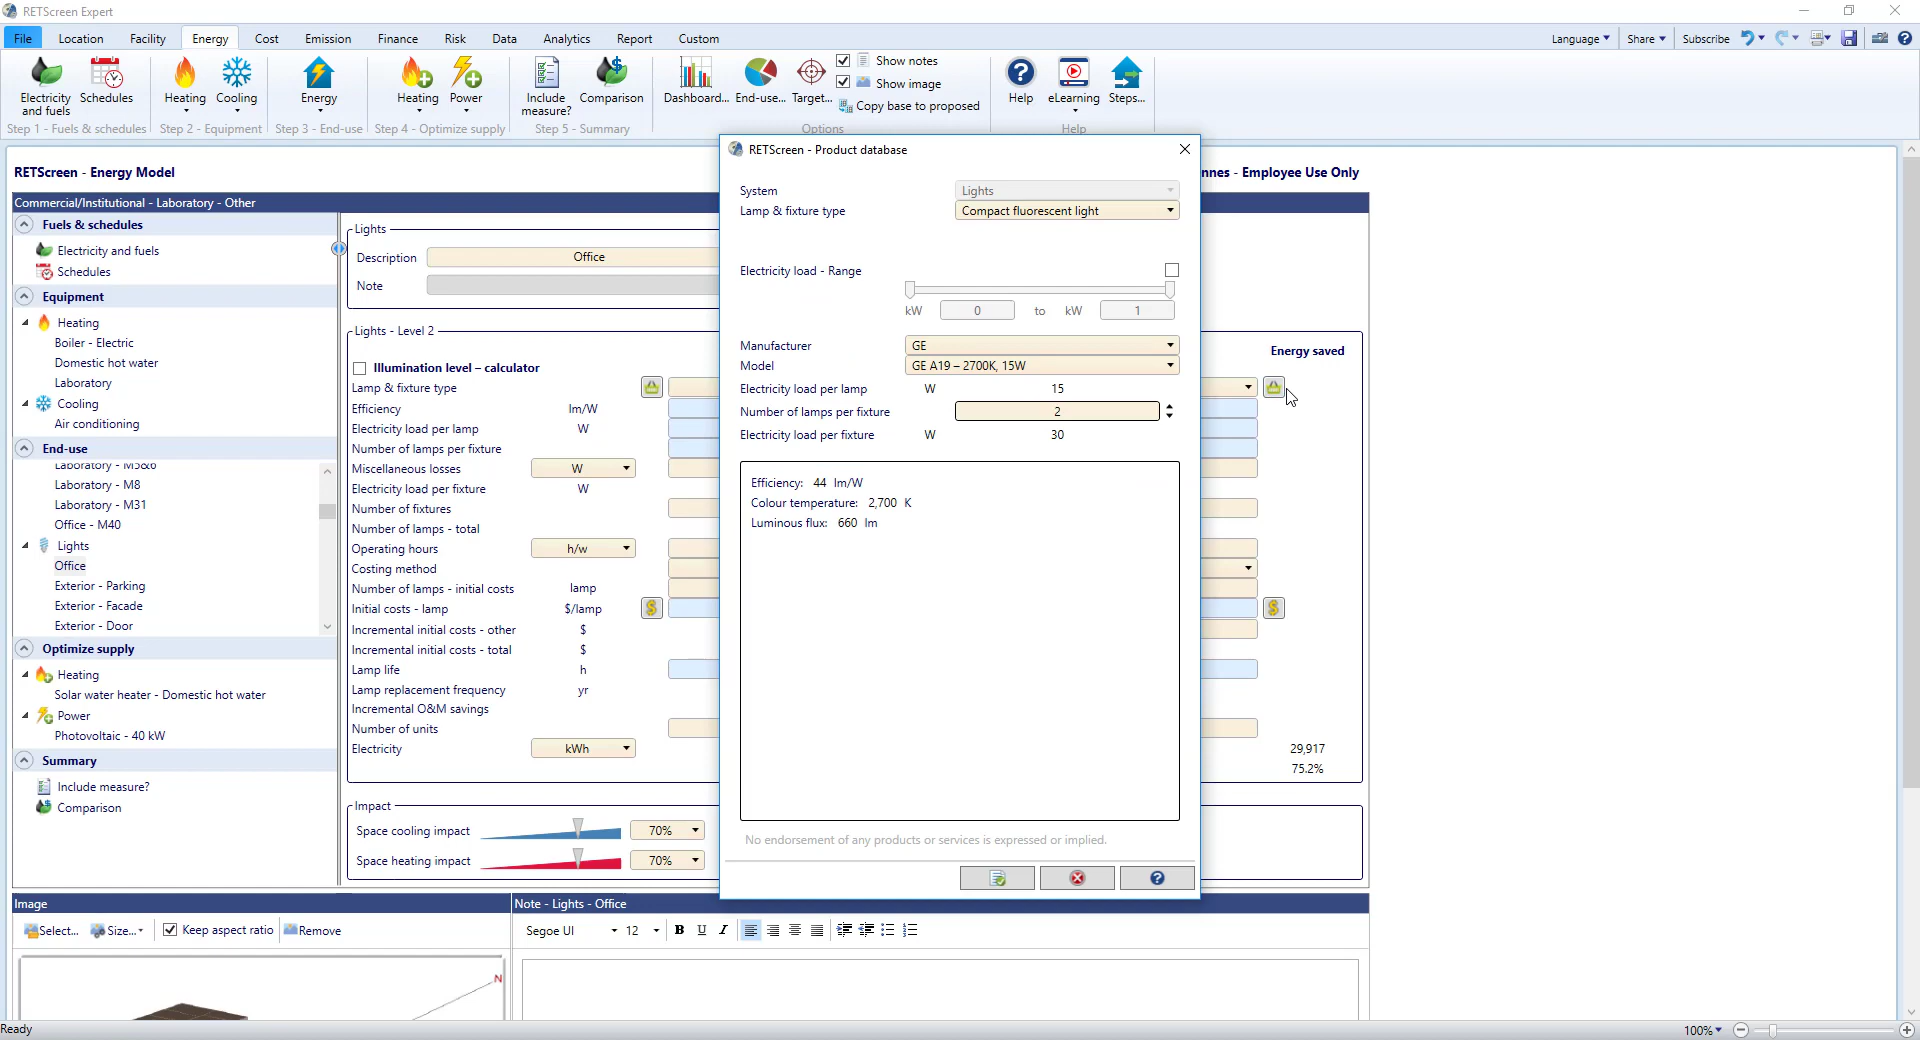 RETScreen Expert
File Location Facility Energy Cost Emission Finance Risk Data Analytics Report Custom Language Share Subscribe
Electricity and fuels Schedules Heating Cooling Energy Heating Power Include measure? Comparison Dashboard... End-use... Target... Help eLearning Steps...
Show notes
Show image
Copy base to proposed
Step 1 - Fuels & schedules Step 2 - Equipment Step 3 - End-use Step 4 - Optimize supply Step 5 - Summary Options Help
RETScreen - Energy Model
nnes - Employee Use Only
Commercial/Institutional - Laboratory - Other
Fuels & schedules
Electricity and fuels
Schedules
Equipment
Heating
Boiler - Electric
Domestic hot water
Laboratory
Cooling
Air conditioning
End-use
Laboratory - M5&6
Laboratory - M8
Laboratory - M31
Office - M40
Lights
Office
Exterior - Parking
Exterior - Facade
Exterior - Door
Optimize supply
Heating
Solar water heater - Domestic hot water
Power
Photovoltaic - 40 kW
Summary
Include measure?
Comparison
Lights
Description Office
Note
Lights - Level 2
Energy saved
Illumination level – calculator
Lamp & fixture type
Efficiency lm/W
Electricity load per lamp W
Number of lamps per fixture
Miscellaneous losses W
Electricity load per fixture W
Number of fixtures
Number of lamps - total
Operating hours h/w
Costing method
Number of lamps - initial costs lamp
Initial costs - lamp $/lamp
Incremental initial costs - other $
Incremental initial costs - total $
Lamp life h
Lamp replacement frequency yr
Incremental O&M savings
Number of units
Electricity kWh 29,917
75.2%
Impact
Space cooling impact 70%
Space heating impact 70%
RETScreen - Product database
System Lights
Lamp & fixture type Compact fluorescent light
Electricity load - Range
kW 0 to kW 1
Manufacturer GE
Model GE A19 – 2700K, 15W
Electricity load per lamp W 15
Number of lamps per fixture 2
Electricity load per fixture W 30
Efficiency: 44 lm/W
Colour temperature: 2,700 K
Luminous flux: 660 lm
No endorsement of any products or services is expressed or implied.
Image
Select... Size... Keep aspect ratio Remove
N
Note - Lights - Office
Segoe UI 12 B U I
Ready
100%